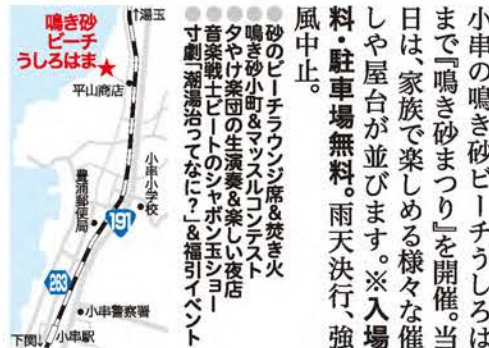 小串の鳴き砂ビーチうしろは
まで『鳴き砂まつり』を開催。当
日は、家族で楽しめる様々な催
しや屋台が並びます。※入場
料・駐車場無料。雨天決行、強
風中止。
●砂のビーチラウンジ席&焚き火
●鳴き砂小町&マッスルコンテスト
●夕やけ楽団の生演奏&楽しい夜店
●音楽戦士ビートのシャボン玉ショー
●寸劇「潮湯治ってなに?」&福引イベント
↑湯玉
鳴き砂
ビーチ
うしろはま
平山商店
小串小学校
豊浦郵便局
191
263
小串警察署
小串駅
下関↓